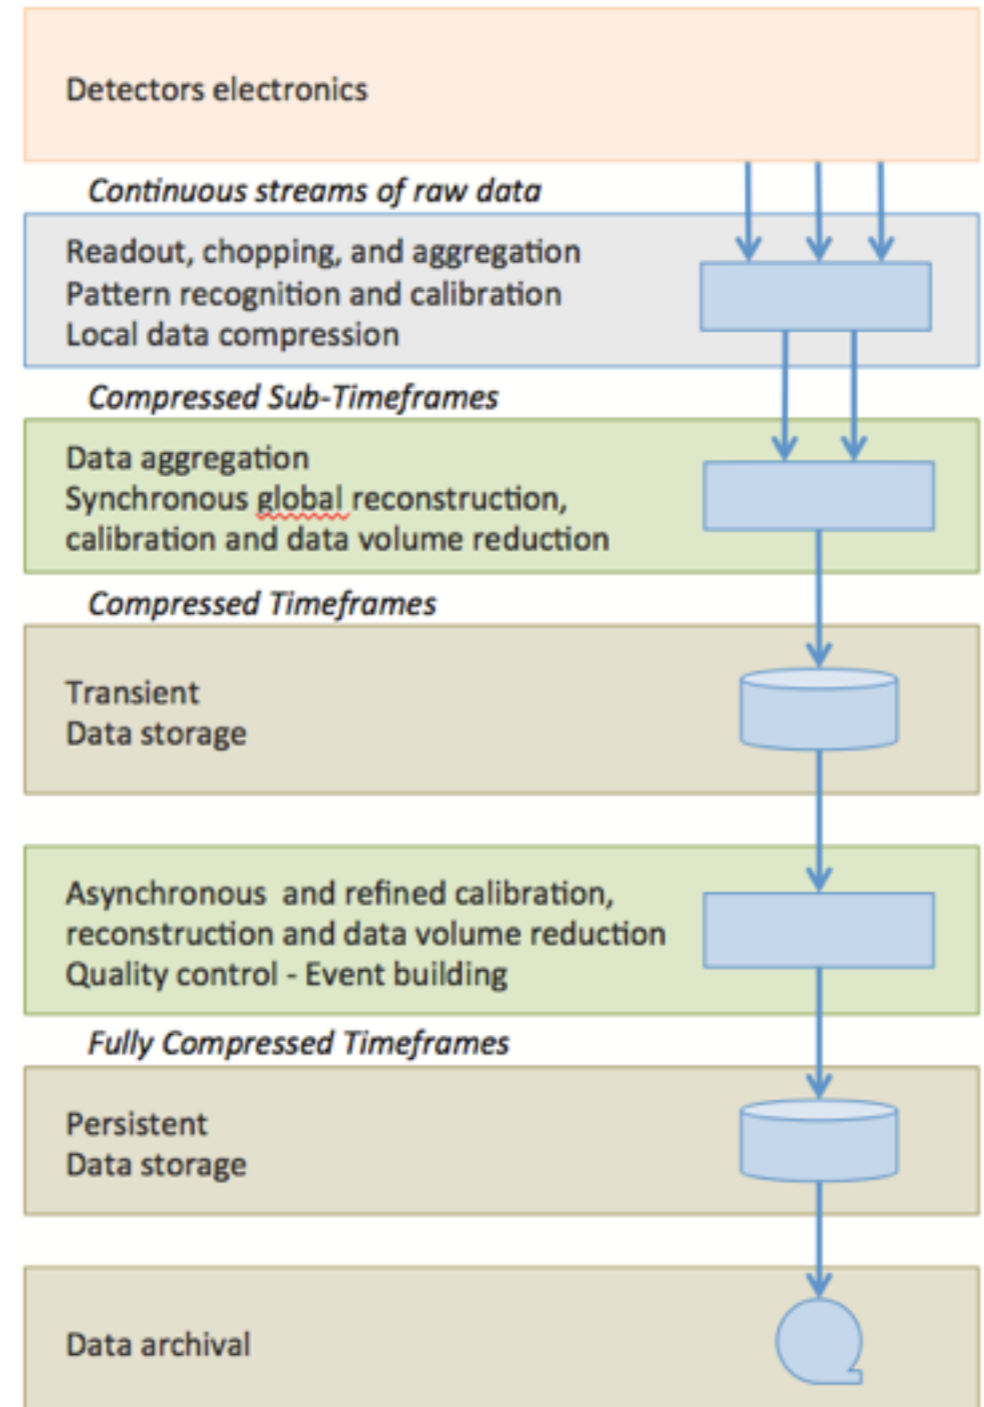 Detectors electronics
Continuous streams of raw data
Readout, chopping, and aggregation
Pattern recognition and calibration
Local data compression
Compressed Sub-Timeframes
Data aggregation
Synchronous global reconstruction,
calibration and data volume reduction
Compressed Timeframes
Transient
Data storage
Asynchronous  and refined calibration,
reconstruction and data volume reduction
Quality control - Event building
Fully Compressed Timeframes
Persistent
Data storage
Data archival